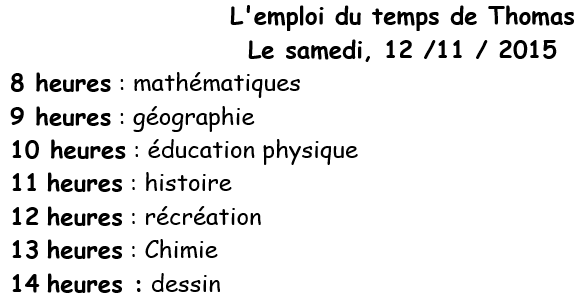 L'emploi du temps de Thomas
Le samedi, 12 /11 / 2015
8 heures : mathématiques
9 heures : géographie
10 heures : éducation physique
11 heures : histoire
12 heures : récréation
13 heures : Chimie
14 heures : dessin